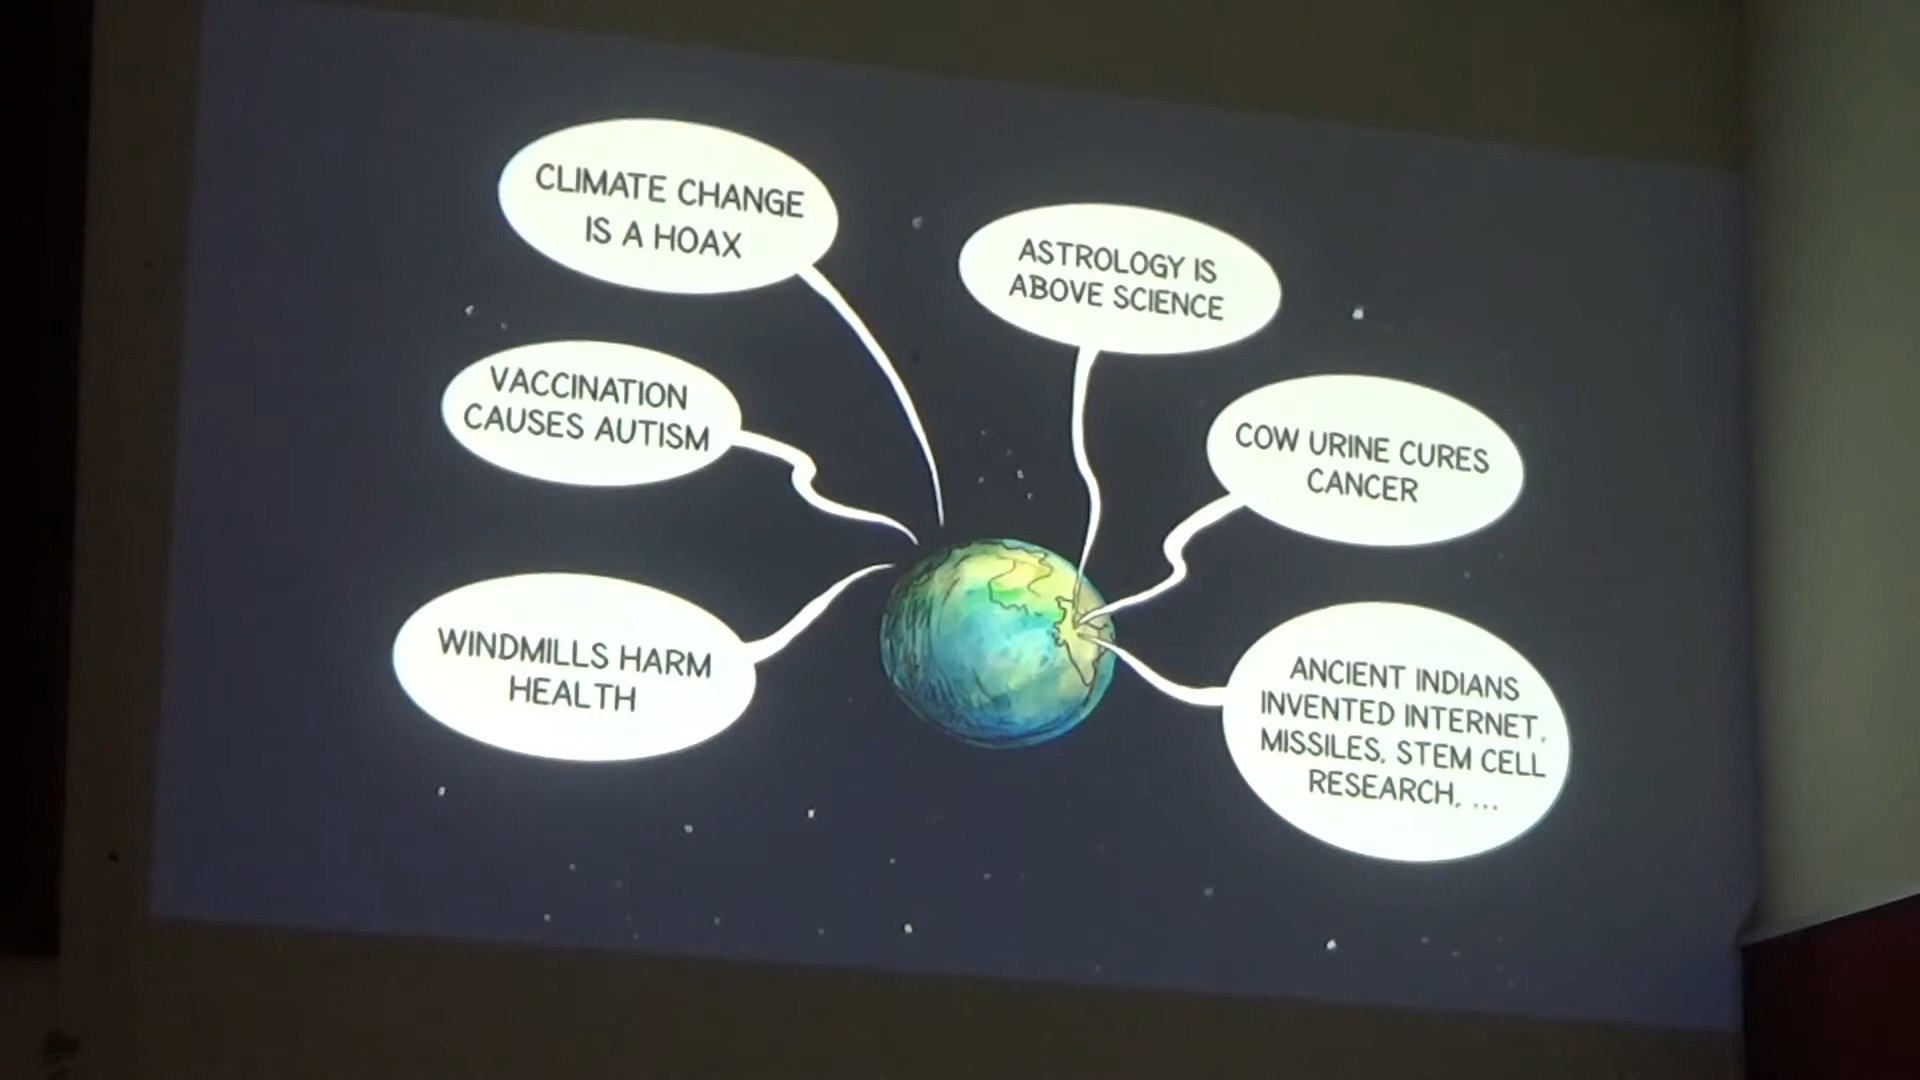 CLIMATE CHANGE
IS A HOAX
ASTROLOGY IS
ABOVE SCIENCE
VACCINATION
CAUSES AUTISM
COW URINE CURES
CANCER
WINDMILLS HARM
HEALTH
ANCIENT INDIANS
INVENTED INTERNET,
MISSILES, STEM CELL
RESEARCH, ...